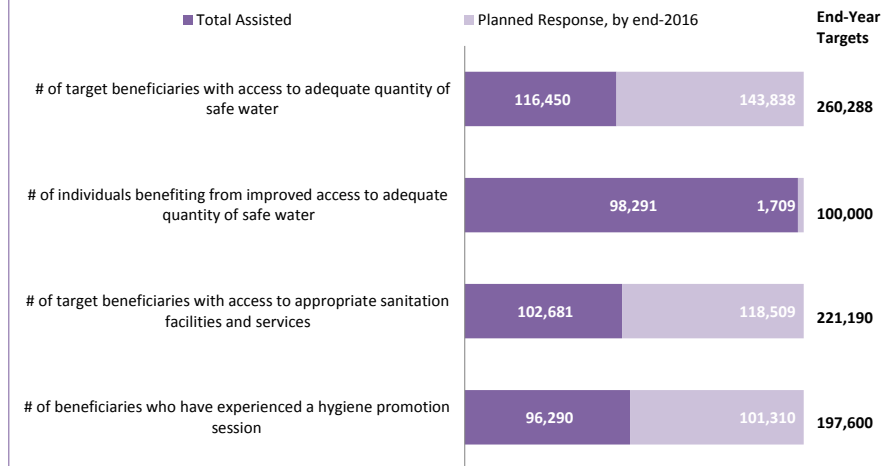 Total Assisted
Planned Response, by end-2016
End-Year
Targets
# of target beneficiaries with access to adequate quantity of
safe water
116,450
143,838
260,288
# of individuals benefiting from improved access to adequate
quantity of safe water
98,291
1,709
100,000
# of target beneficiaries with access to appropriate sanitation
facilities and services
102,681
118,509
221,190
# of beneficiaries who have experienced a hygiene promotion
session
96,290
101,310
197,600